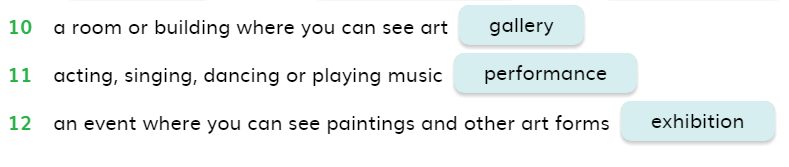 10 a room or building where you can see art gallery
11 acting, singing, dancing or playing music performance
12 an event where you can see paintings and other art forms exhibition